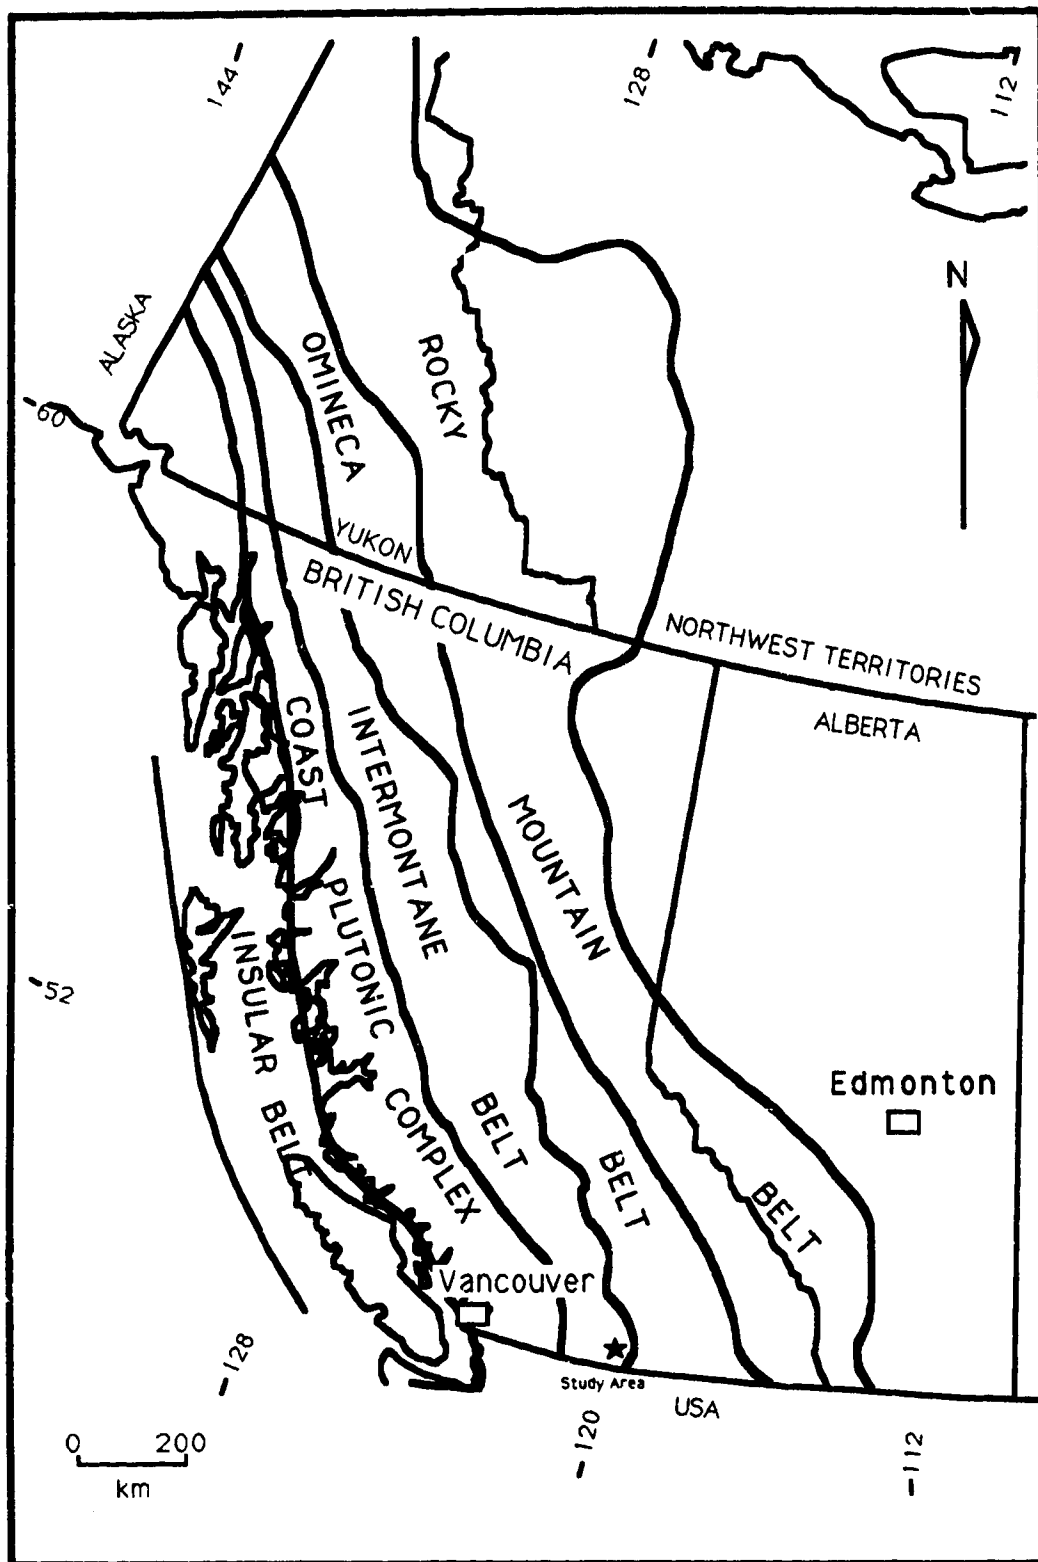 144
128
112
N
ALASKA
60
OMINECA
ROCKY
YUKON
BRITISH COLUMBIA
NORTHWEST TERRITORIES
ALBERTA
COAST
INTERMONTANE
MOUNTAIN
PLUTONIC
INSULAR
52
Edmonton
COMPLEX
BELT
BELT
BELT
BELT
Vancouver
128
Study Area
USA
120
112
0 200
km